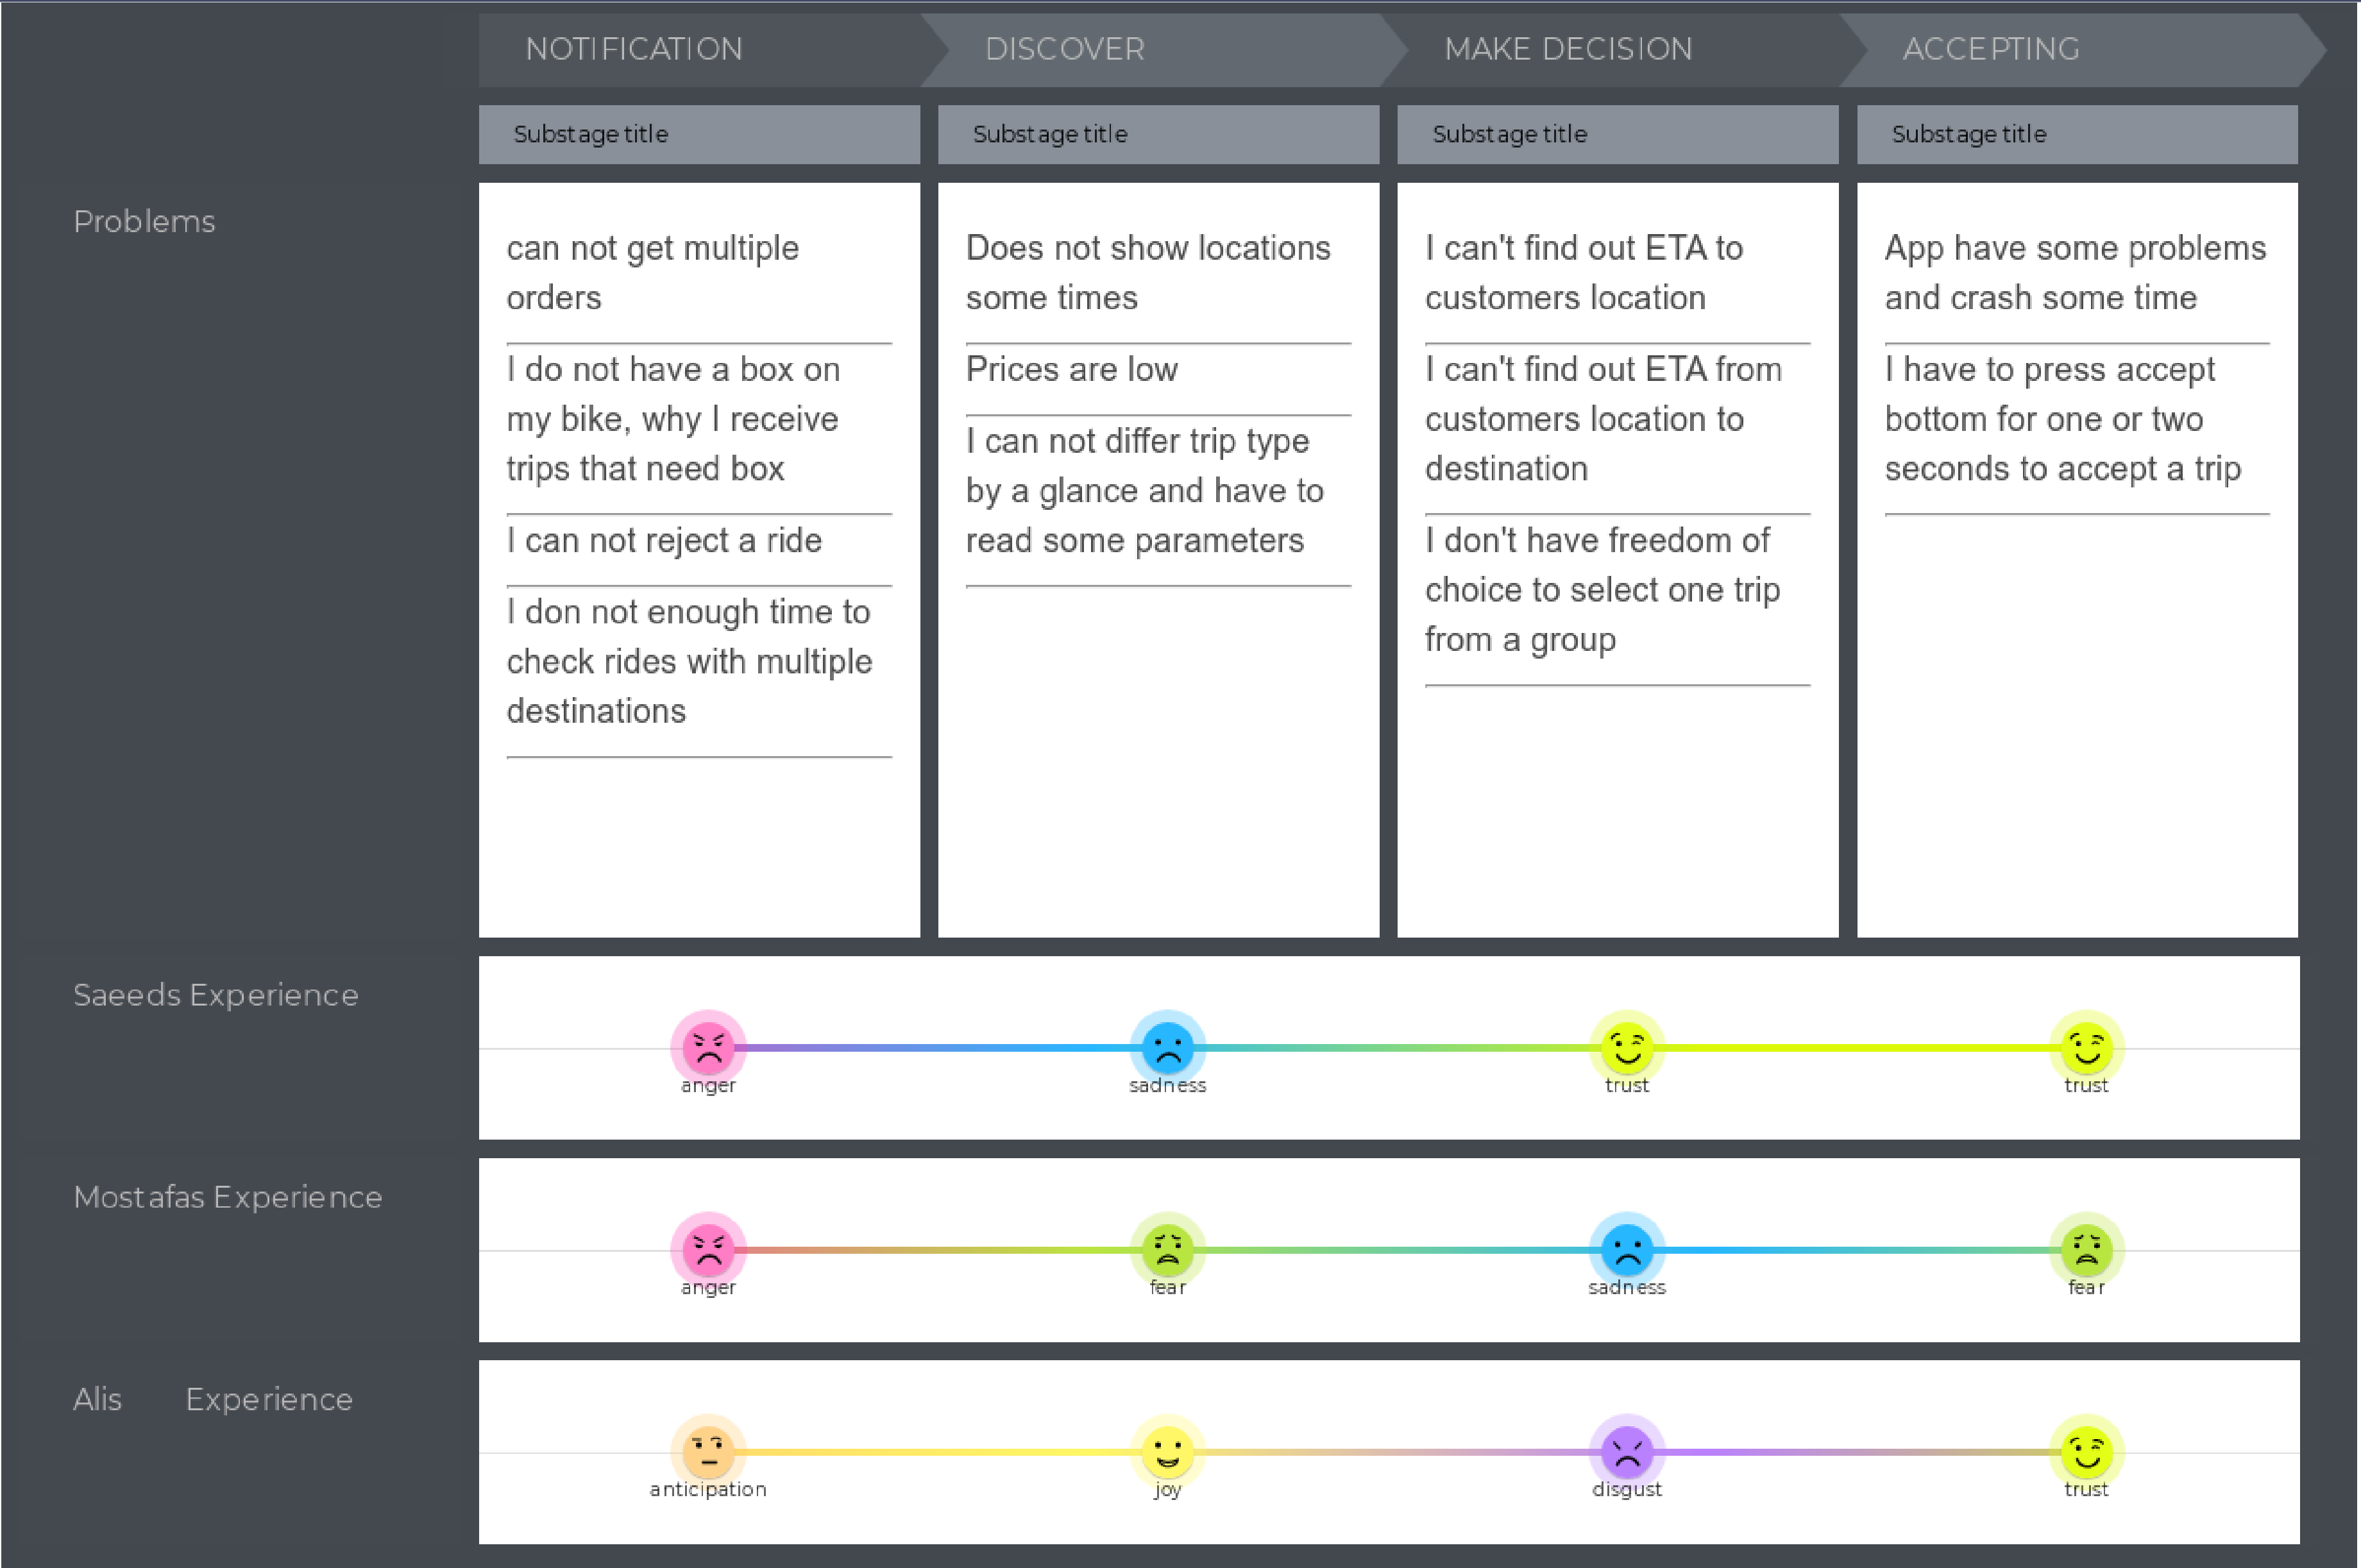 NOTIFICATION
DISCOVER
MAKE DECISION
ACCEPTING
Substage title
Substage title
Substage title
Substage title
Problems
can not get multiple
orders
I do not have a box on
my bike, why I receive
trips that need box
I can not reject a ride
I don not enough time to
check rides with multiple
destinations
Does not show locations
some times
Prices are low
I can not differ trip type
by a glance and have to
read some parameters
I can't find out ETA to
customers location
I can't find out ETA from
customers location to
destination
I don't have freedom of
choice to select one trip
from a group
App have some problems
and crash some time
I have to press accept
bottom for one or two
seconds to accept a trip
Saeeds Experience
anger
sadness
trust
trust
Mostafas Experience
anger
fear
sadness
fear
Alis Experience
anticipation
joy
disgust
trust